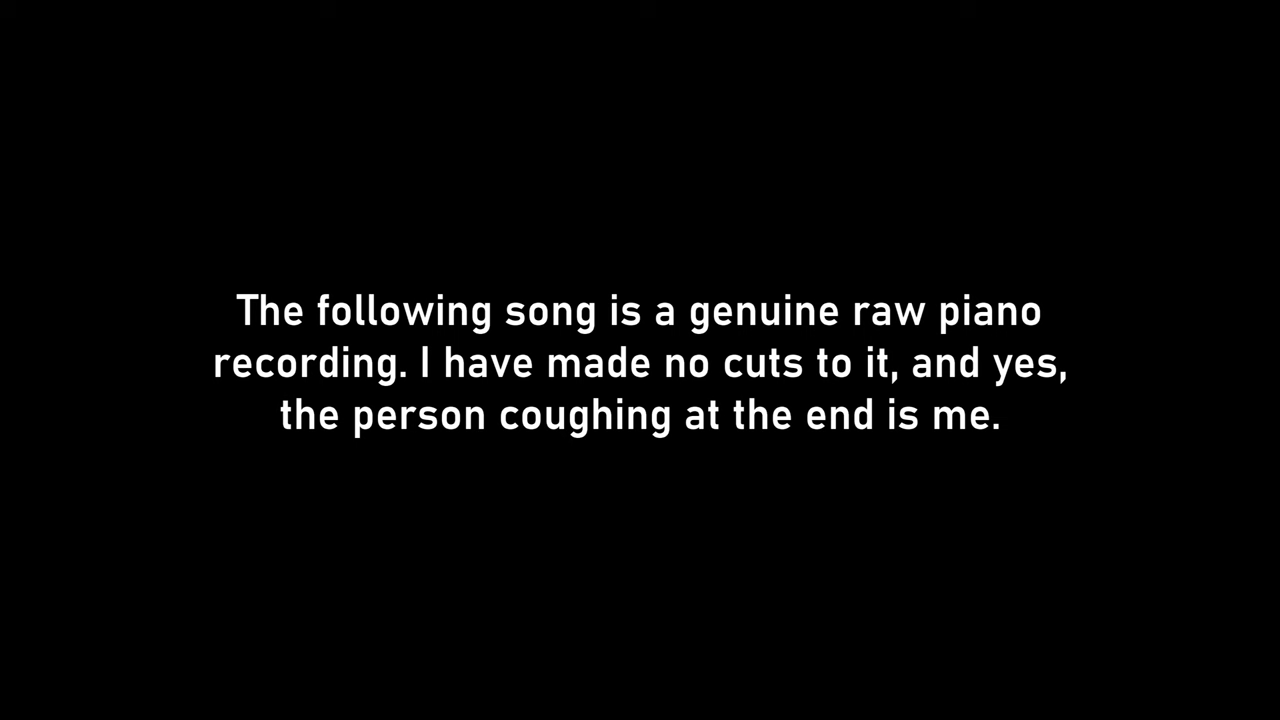 The following song is a genuine raw piano
recording. I have made no cuts to it, and yes,
the person coughing at the end is me.